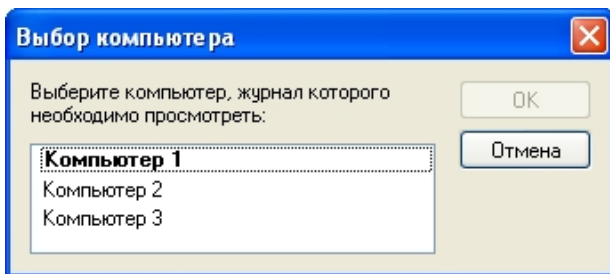 Выбор компьютера
Выберите компьютер, журнал которого
необходимо просмотреть:
OK
Отмена
Компьютер 1
Компьютер 2
Компьютер 3